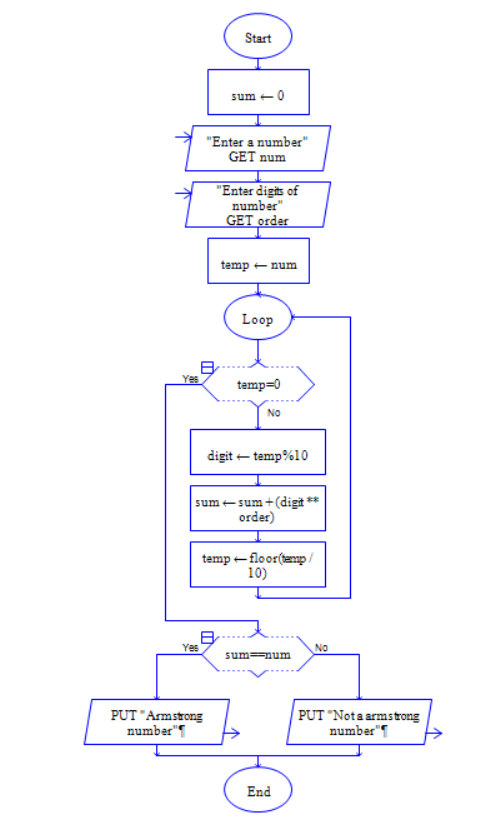 Start
sum ← 0
"Enter a number"
GET num
"Enter digits of
number"
GET order
temp ← num
Loop
Yes
temp=0
No
digit ← temp%10
sum ← sum + (digit **
order)
temp ← floor(temp /
10)
Yes
sum==num
No
PUT "Armstrong
number"¶
PUT "Not a armstrong
number"¶
End